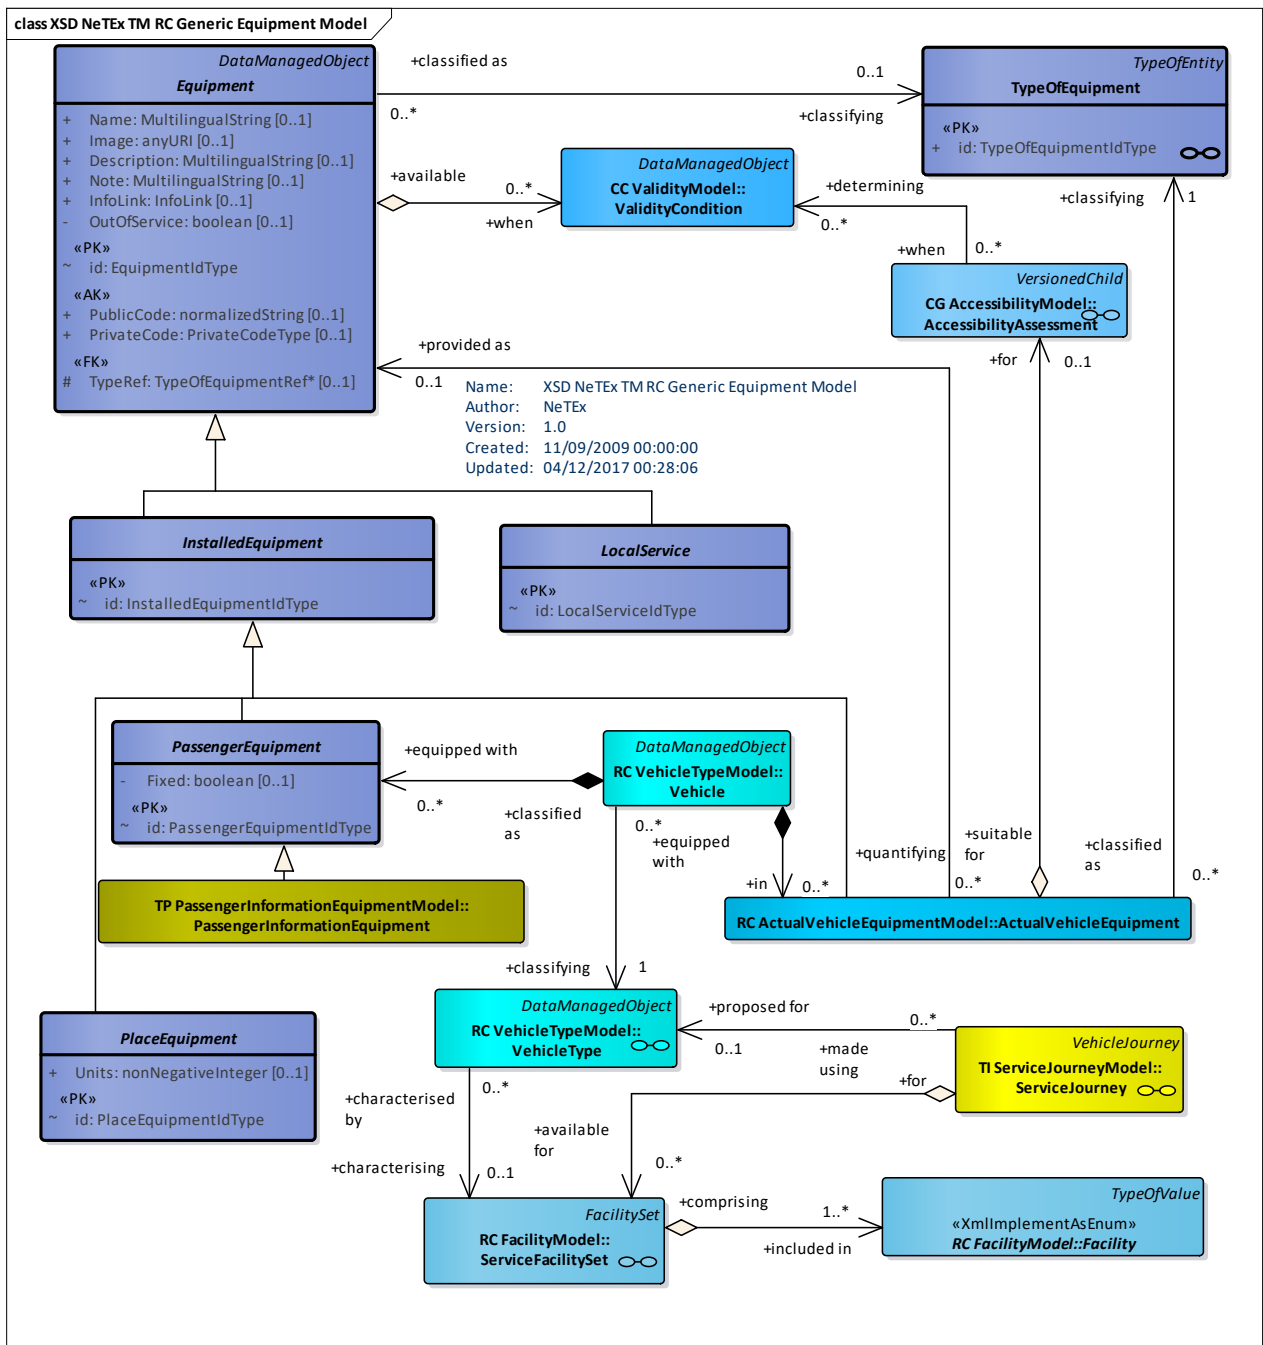 class XSD NeTEx TM RC Generic Equipment Model
DataManagedObject
Equipment
+ Name: MultilingualString [0..1]
+ Image: anyURI [0..1]
+ Description: MultilingualString [0..1]
+ Note: MultilingualString [0..1]
+ InfoLink: InfoLink [0..1]
- OutOfService: boolean [0..1]
«PK»
~ id: EquipmentIdType
«AK»
+ PublicCode: normalizedString [0..1]
+ PrivateCode: PrivateCodeType [0..1]
«FK»
# TypeRef: TypeOfEquipmentRef* [0..1]
+classified as
0..*
0..1
+classifying
TypeOfEntity
TypeOfEquipment
«PK»
+ id: TypeOfEquipmentIdType
+available
0..*
+when
DataManagedObject
CC ValidityModel::
ValidityCondition
+determining
0..*
+when
0..*
+classifying
1
VersionedChild
CG AccessibilityModel::
AccessibilityAssessment
+for
0..1
+provided as
0..1
Name: XSD NeTEx TM RC Generic Equipment Model
Author: NeTEx
Version: 1.0
Created: 11/09/2009 00:00:00
Updated: 04/12/2017 00:28:06
InstalledEquipment
«PK»
~ id: InstalledEquipmentIdType
LocalService
«PK»
~ id: LocalServiceIdType
PassengerEquipment
- Fixed: boolean [0..1]
«PK»
~ id: PassengerEquipmentIdType
+equipped with
0..*
+classified
as
DataManagedObject
RC VehicleTypeModel::
Vehicle
0..*
+equipped
with
+in
0..*
+quantifying
0..*
+suitable
for
+classified
as
0..*
TP PassengerInformationEquipmentModel::
PassengerInformationEquipment
RC ActualVehicleEquipmentModel::ActualVehicleEquipment
+classifying
1
DataManagedObject
RC VehicleTypeModel::
VehicleType
+proposed for
0..1
0..*
+made
using
+for
VehicleJourney
TI ServiceJourneyModel::
ServiceJourney
PlaceEquipment
+ Units: nonNegativeInteger [0..1]
«PK»
~ id: PlaceEquipmentIdType
0..*
+characterised
by
+characterising
0..1
+available
for
0..*
FacilitySet
RC FacilityModel::
ServiceFacilitySet
+comprising
1..*
+included in
TypeOfValue
«XmlImplementAsEnum»
RC FacilityModel::Facility